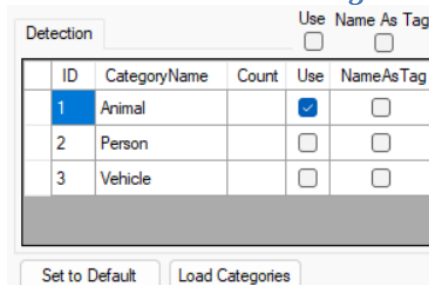 Use Name As Tag
Detection
ID CategoryName Count Use NameAsTag
1 Animal
2 Person
3 Vehicle
Set to Default Load Categories